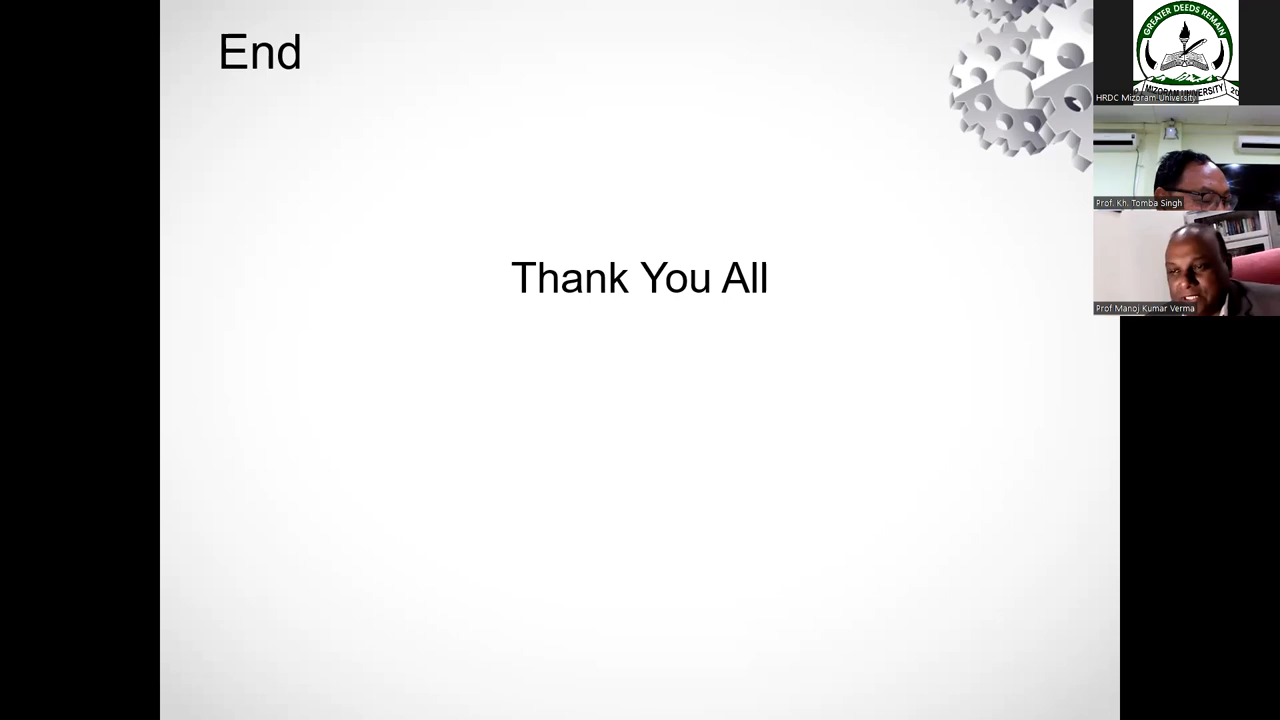 End
Thank You All
GREATER DEEDS REMAIN
MIZORAM UNIVERSITY
HRDC Mizoram University
Prof. Kh. Tomba Singh
Prof Manoj Kumar Verma